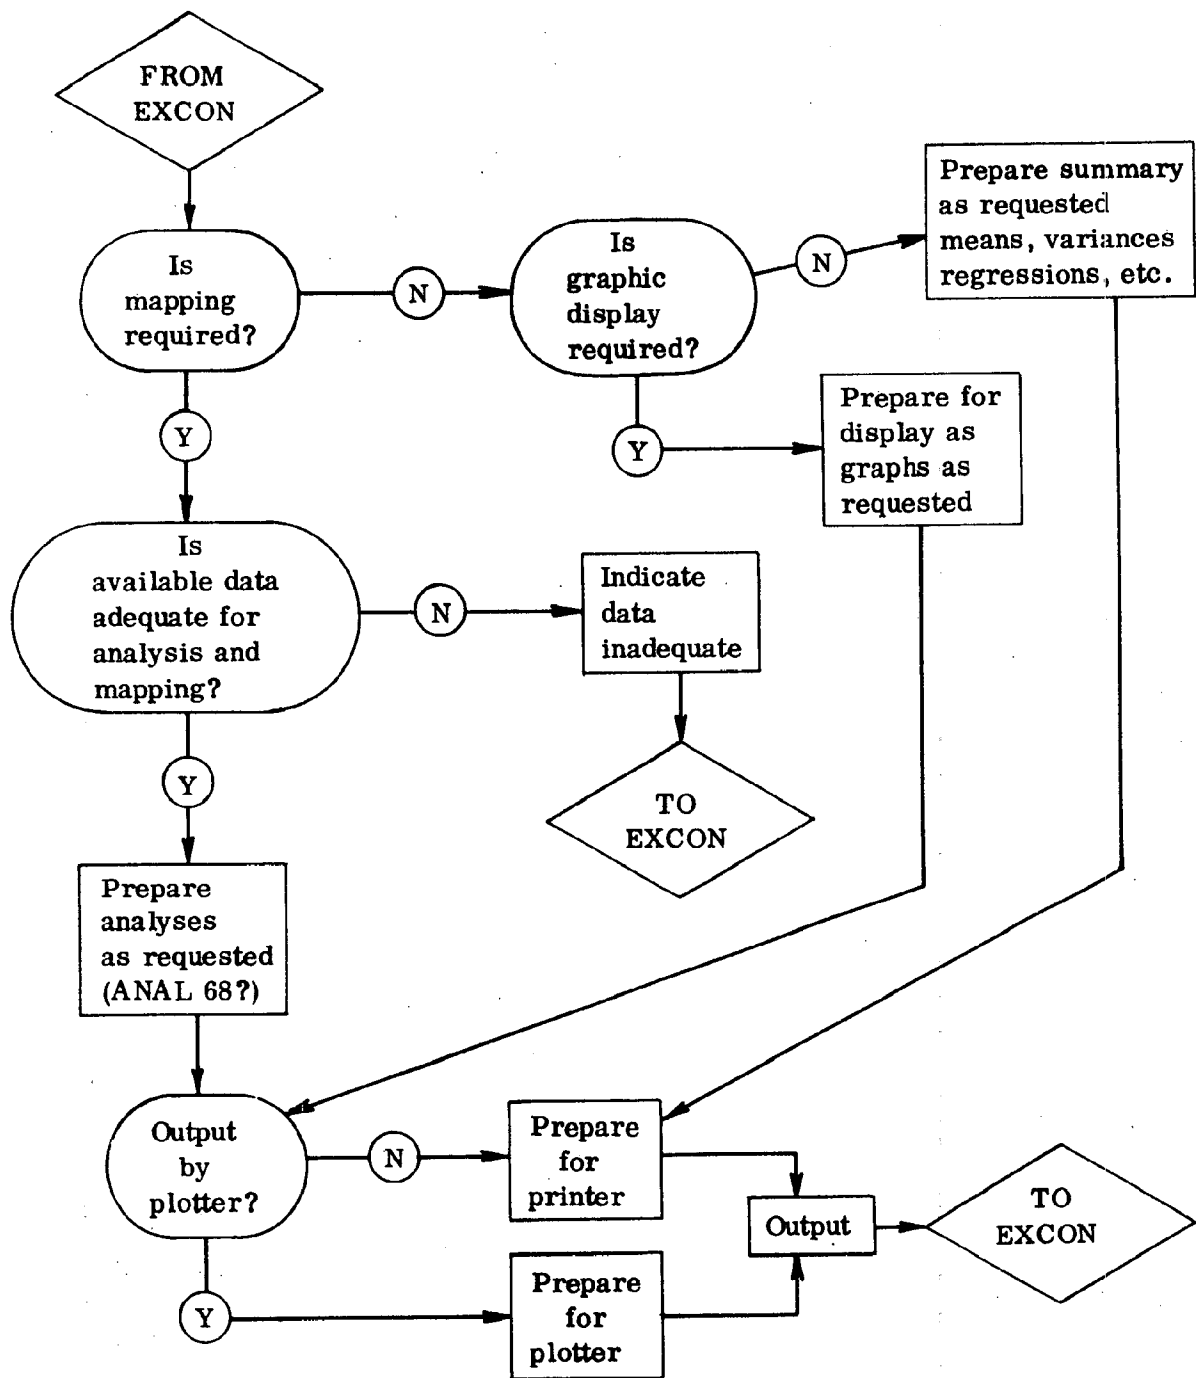 FROM
EXCON
Is
mapping
required?
N
Is
graphic
display
required?
N
Prepare summary
as requested
means, variances
regressions, etc.
Y
Y
Prepare for
display as
graphs as
requested
Is
available data
adequate for
analysis and
mapping?
N
Indicate
data
inadequate
Y
TO
EXCON
Prepare
analyses
as requested
(ANAL 68?)
Output
by
plotter?
N
Prepare
for
printer
Output
TO
EXCON
Y
Prepare
for
plotter